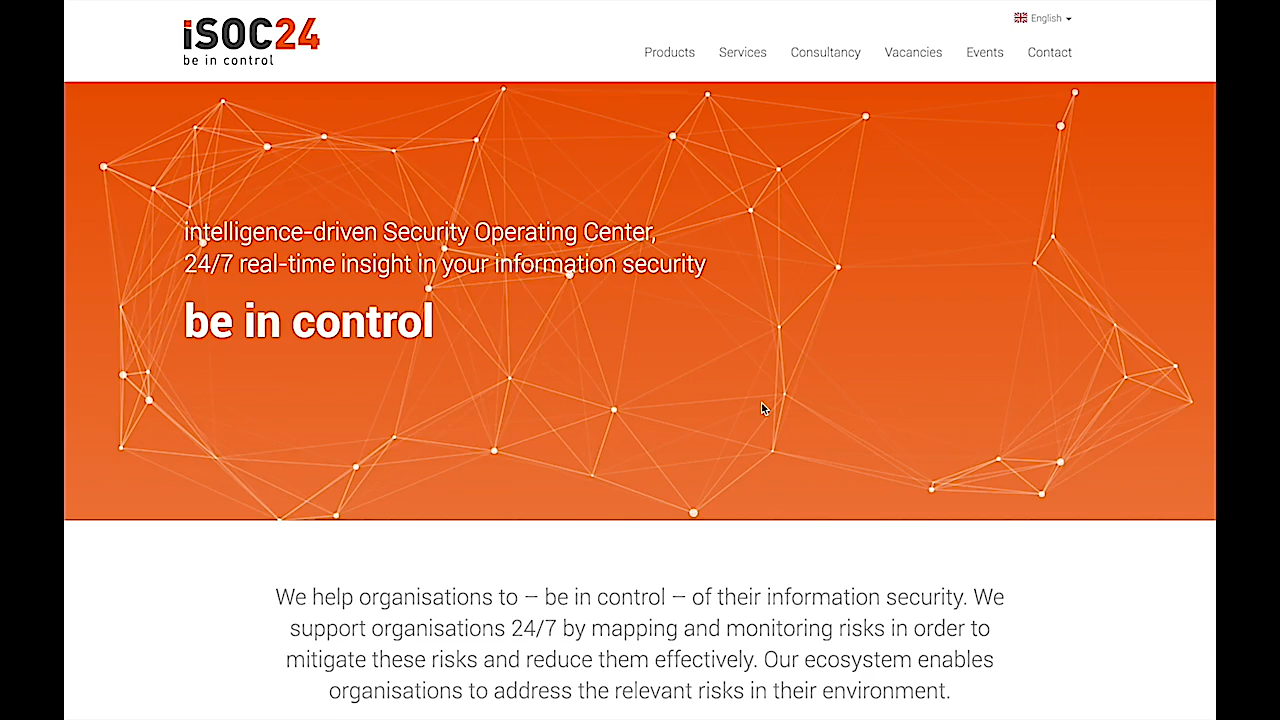 iSOC24
be in control
English
Products Services Consultancy Vacancies Events Contact
intelligence-driven Security Operating Center,
24/7 real-time insight in your information security
be in control
We help organisations to – be in control – of their information security. We
support organisations 24/7 by mapping and monitoring risks in order to
mitigate these risks and reduce them effectively. Our ecosystem enables
organisations to address the relevant risks in their environment.